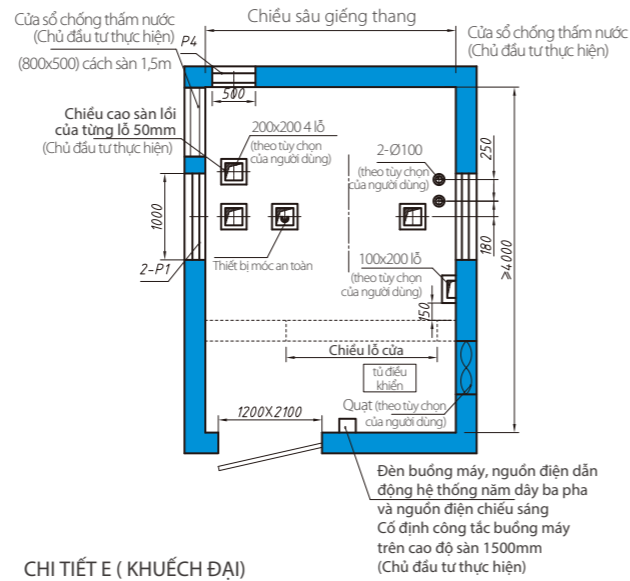 Cửa sổ chống thấm nước
(Chủ đầu tư thực hiện)
(800x500) cách sàn 1,5m
P4
Chiều sâu giếng thang
Cửa sổ chống thấm nước
(Chủ đầu tư thực hiện)
500
Chiều cao sàn lồi
của từng lỗ 50mm
(Chủ đầu tư thực hiện)
200x200 4 lỗ
(theo tùy chọn
của người dùng)
2-Ø100
(theo tùy chọn
của người dùng)
250
1000
180
≥4000
2-P1
Thiết bị móc an toàn
100x200 lỗ
(theo tùy chọn
của người dùng)
150
Chiều lỗ cửa
tủ điều
khiển
Quạt (theo tùy chọn
của người dùng)
1200X2100
Đèn buồng máy, nguồn điện dẫn
động hệ thống năm dây ba pha
và nguồn điện chiếu sáng
Cố định công tắc buồng máy
trên cao độ sàn 1500mm
(Chủ đầu tư thực hiện)
CHI TIẾT E ( KHUẾCH ĐẠI)